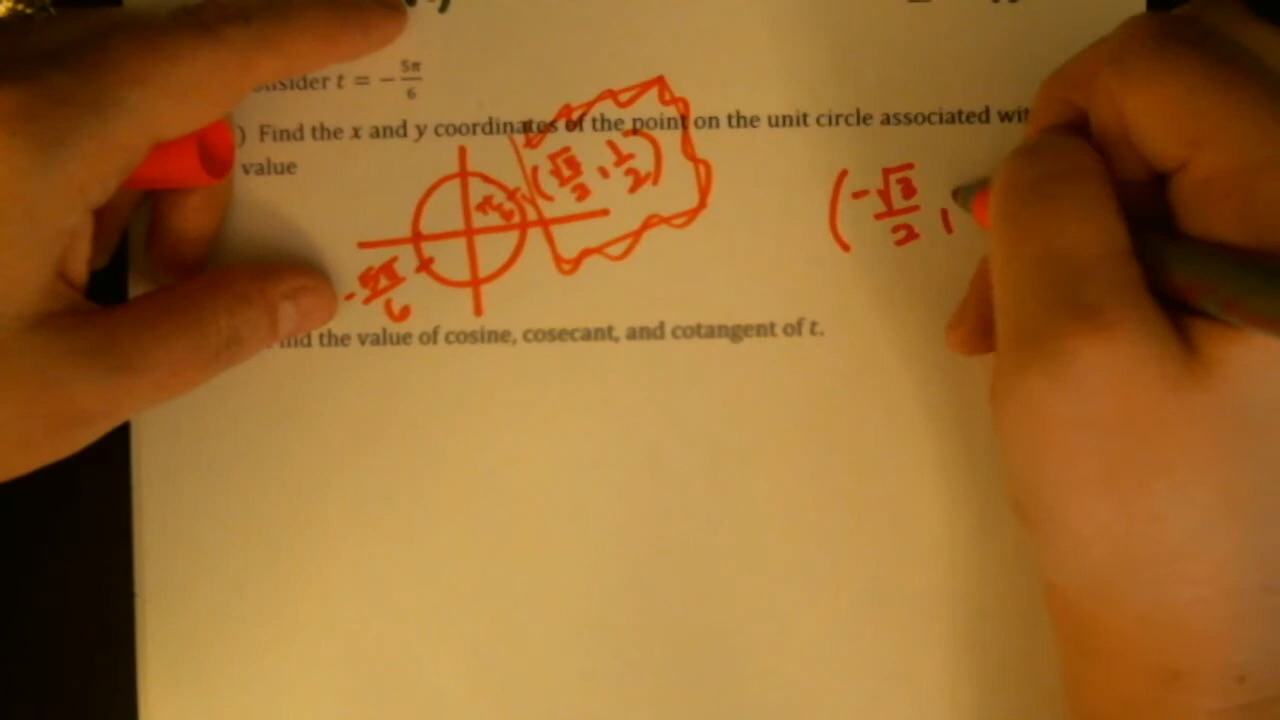 nsider t = - 5π/6
) Find the x and y coordinates of the point on the unit circle associated wit
value
π/6 (√3/2, 1/2)
(-√3/2,
-5π/6
nd the value of cosine, cosecant, and cotangent of t.